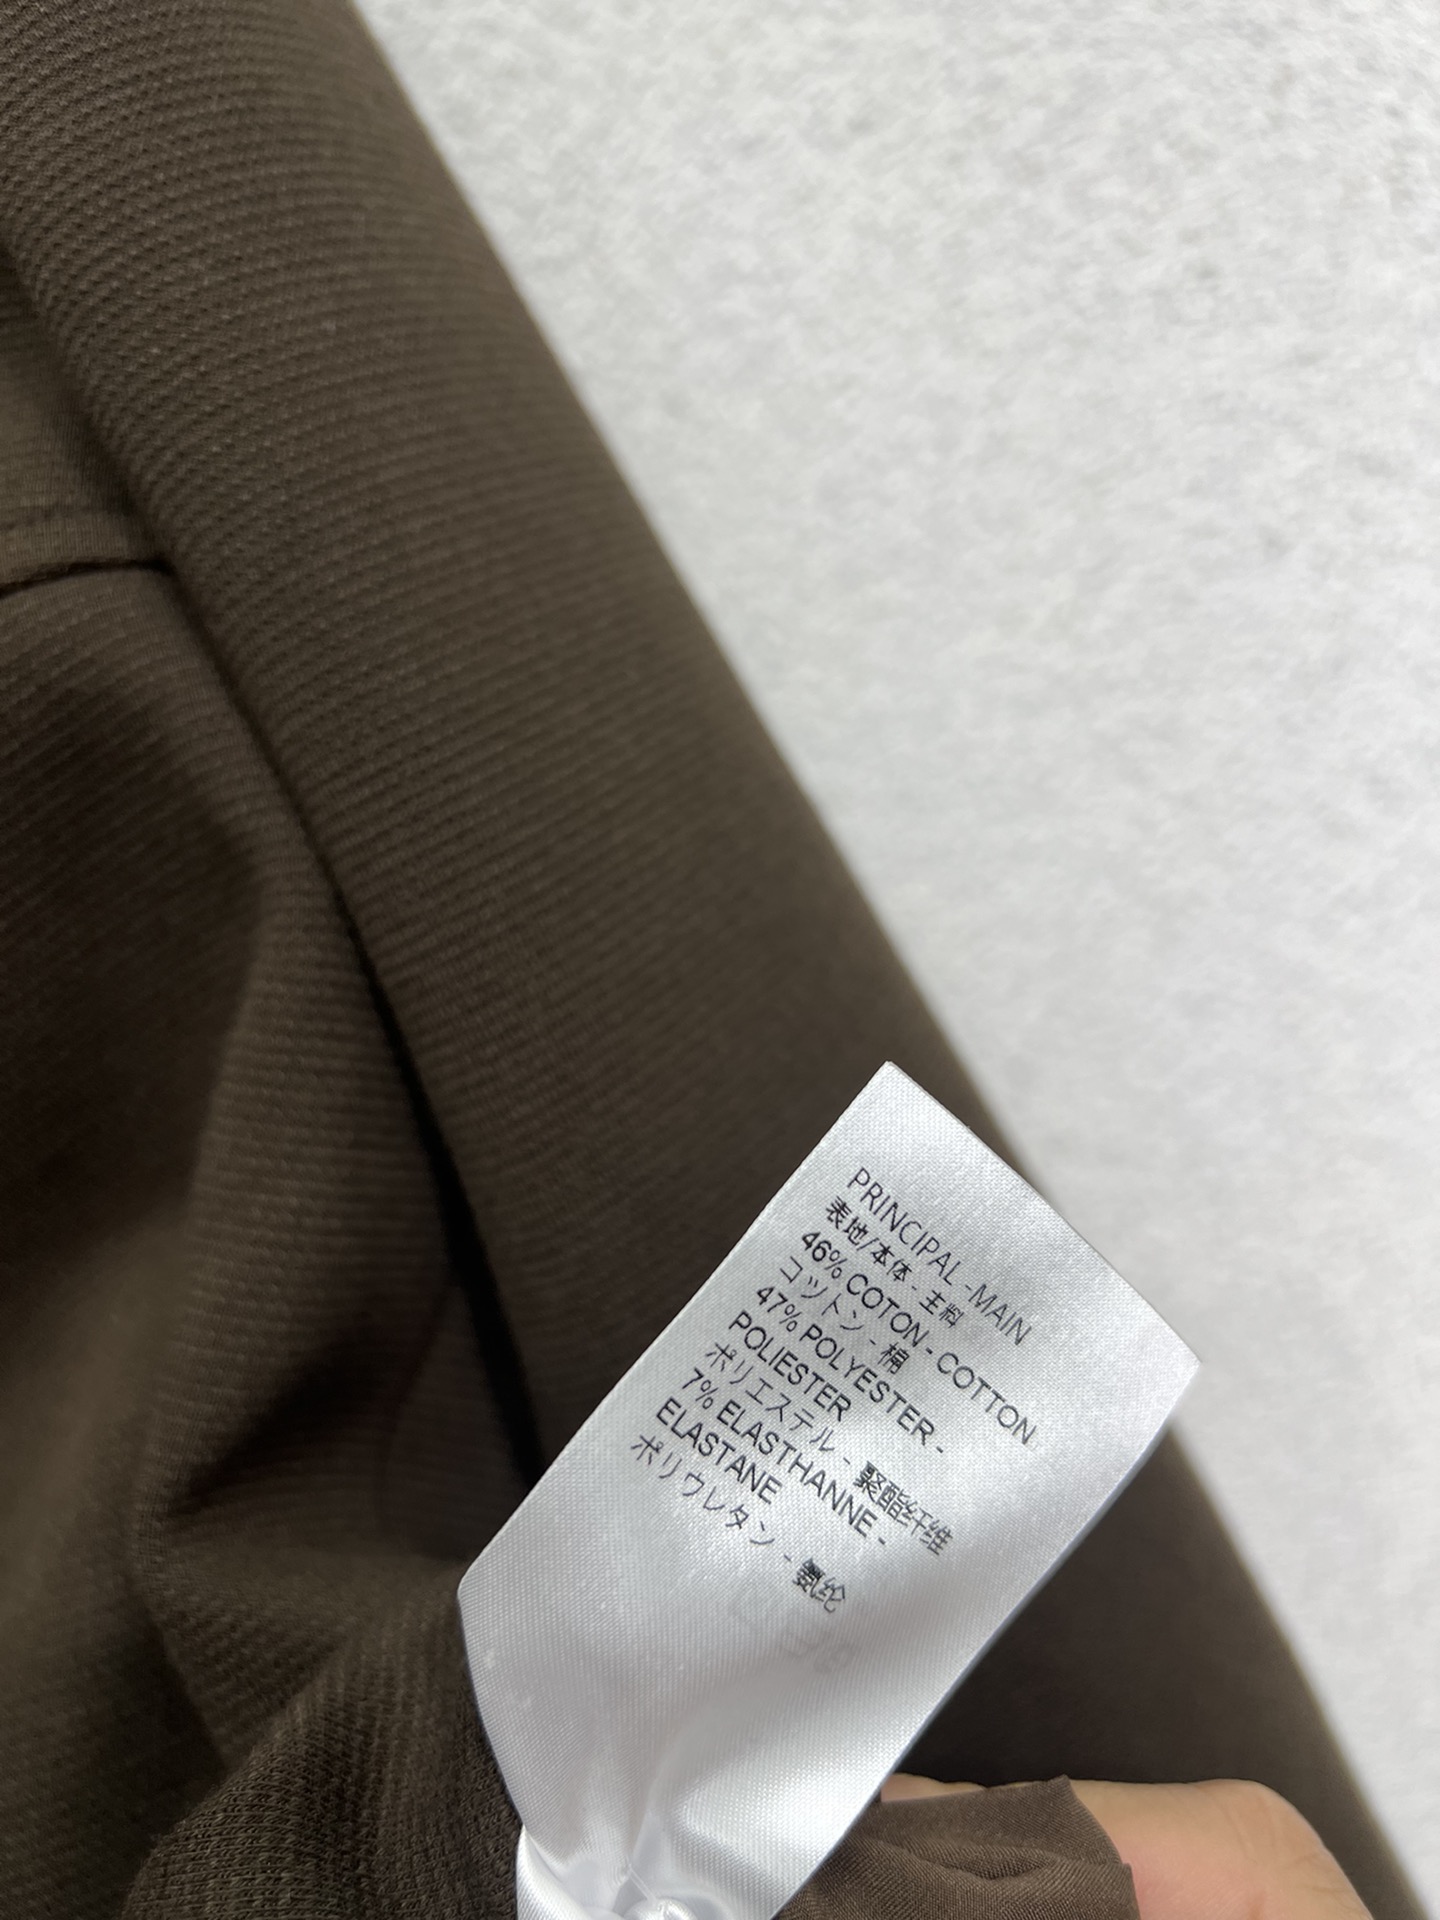 PRINCIPAL-MAIN
表地/本体-主料
46% COTON - COTTON
コツトン - 棉
47% POLYESTER -
POLIESTER
ポリエステル - 聚酯纤维
7% ELASTHANNE -
ELASTANE
ポリウレタン - 氨纶